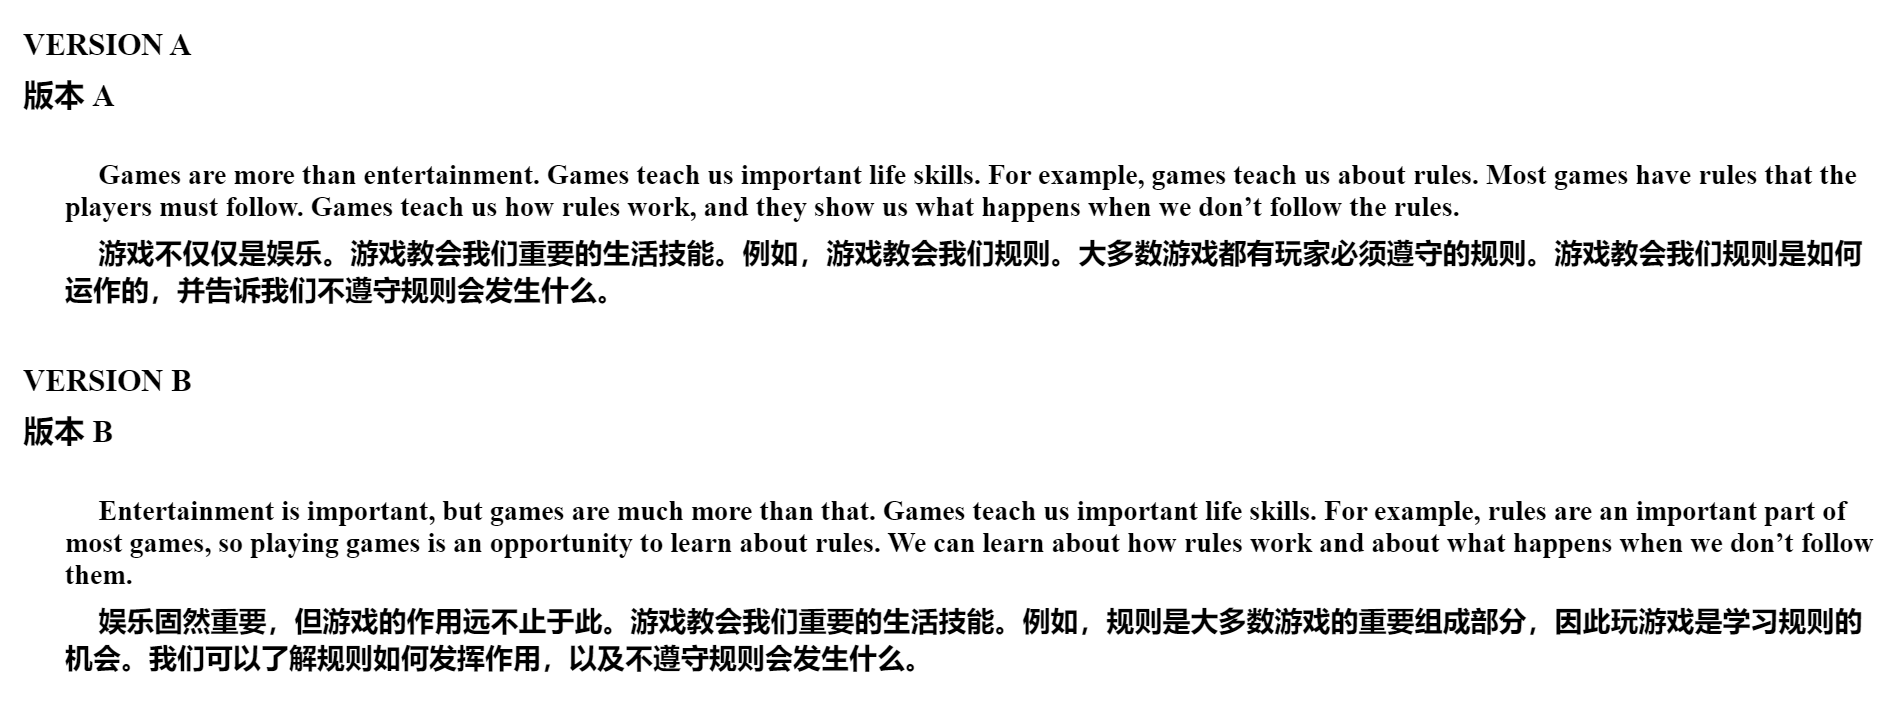 VERSION A
版本 A
Games are more than entertainment. Games teach us important life skills. For example, games teach us about rules. Most games have rules that the
players must follow. Games teach us how rules work, and they show us what happens when we don’t follow the rules.
游戏不仅仅是娱乐。游戏教会我们重要的生活技能。例如，游戏教会我们规则。大多数游戏都有玩家必须遵守的规则。游戏教会我们规则是如何
运作的，并告诉我们不遵守规则会发生什么。
VERSION B
版本 B
Entertainment is important, but games are much more than that. Games teach us important life skills. For example, rules are an important part of
most games, so playing games is an opportunity to learn about rules. We can learn about how rules work and about what happens when we don’t follow
them.
娱乐固然重要，但游戏的作用远不止于此。游戏教会我们重要的生活技能。例如，规则是大多数游戏的重要组成部分，因此玩游戏是学习规则的
机会。我们可以了解规则如何发挥作用，以及不遵守规则会发生什么。